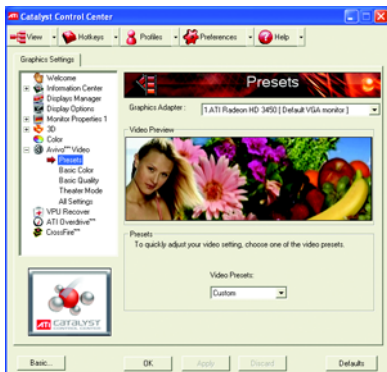 Catalyst Control Center
View
Hotkeys
Profiles
Preferences
Help
Graphics Settings
Welcome
Information Center
Displays Manager
Display Options
Monitor Properties 1
3D
Color
Avivo™ Video
Presets
Basic Color
Basic Quality
Theater Mode
All Settings
VPU Recover
ATI Overdrive™
CrossFire™
Presets
Graphics Adapter :
1.ATI Radeon HD 3450 [ Default VGA monitor ]
Video Preview
Presets
To quickly adjust your video setting, choose one of the video presets.
Video Presets:
Custom
ATI CATALYST
CONTROL CENTER
Basic...
OK
Apply
Discard
Defaults